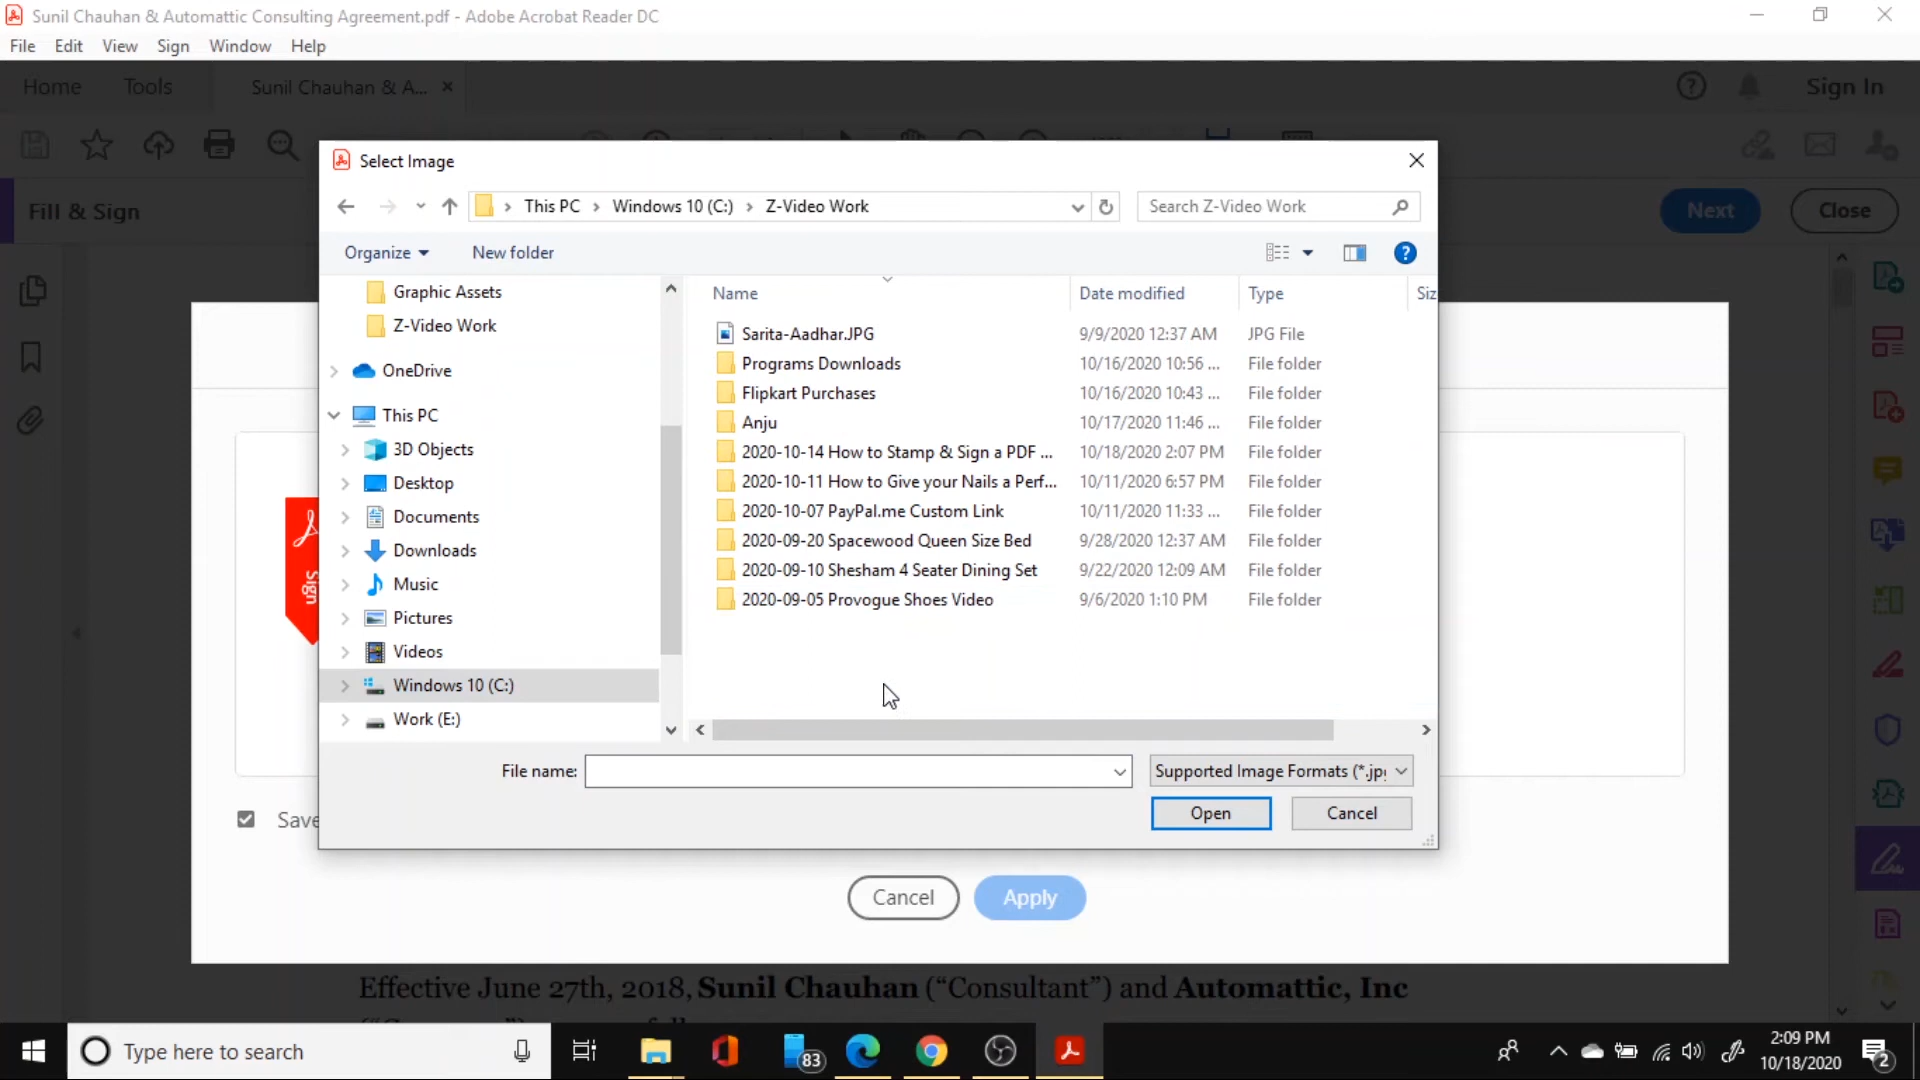 Sunil Chauhan & Automattic Consulting Agreement.pdf - Adobe Acrobat Reader DC
File Edit View Sign Window Help
Home Tools Sunil Chauhan & A... Sign In
Fill & Sign Next Close
Select Image
This PC Windows 10 (C:) Z-Video Work Search Z-Video Work
Organize New folder
Graphic Assets
Z-Video Work
OneDrive
This PC
3D Objects
Desktop
Documents
Downloads
Music
Pictures
Videos
Windows 10 (C:)
Work (E:)
Name Date modified Type Siz
Sarita-Aadhar.JPG 9/9/2020 12:37 AM JPG File
Programs Downloads 10/16/2020 10:56 ... File folder
Flipkart Purchases 10/16/2020 10:43 ... File folder
Anju 10/17/2020 11:46 ... File folder
2020-10-14 How to Stamp & Sign a PDF ... 10/18/2020 2:07 PM File folder
2020-10-11 How to Give your Nails a Perf... 10/11/2020 6:57 PM File folder
2020-10-07 PayPal.me Custom Link 10/11/2020 11:33 ... File folder
2020-09-20 Spacewood Queen Size Bed 9/28/2020 12:37 AM File folder
2020-09-10 Shesham 4 Seater Dining Set 9/22/2020 12:09 AM File folder
2020-09-05 Provogue Shoes Video 9/6/2020 1:10 PM File folder
File name: Supported Image Formats (*.jp
Open Cancel
Sign
Save
Cancel Apply
Effective June 27th, 2018, Sunil Chauhan (“Consultant”) and Automattic, Inc
Type here to search 83 2:09 PM
10/18/2020 2